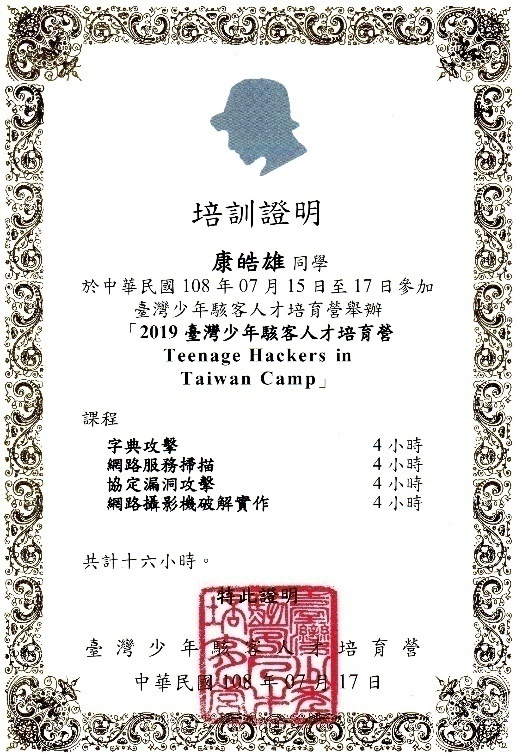 培訓證明
康皓雄 同學
於中華民國 108 年 07 月 15 日至 17 日參加
臺灣少年駭客人才培育營舉辦
「2019 臺灣少年駭客人才培育營
Teenage Hackers in
Taiwan Camp」
課程
字典攻擊 4 小時
網路服務掃描 4 小時
協定漏洞攻擊 4 小時
網路攝影機破解實作 4 小時
共計十六小時。
特此證明
臺灣少年駭客人才培育營
中華民國 108 年 07 月 17 日